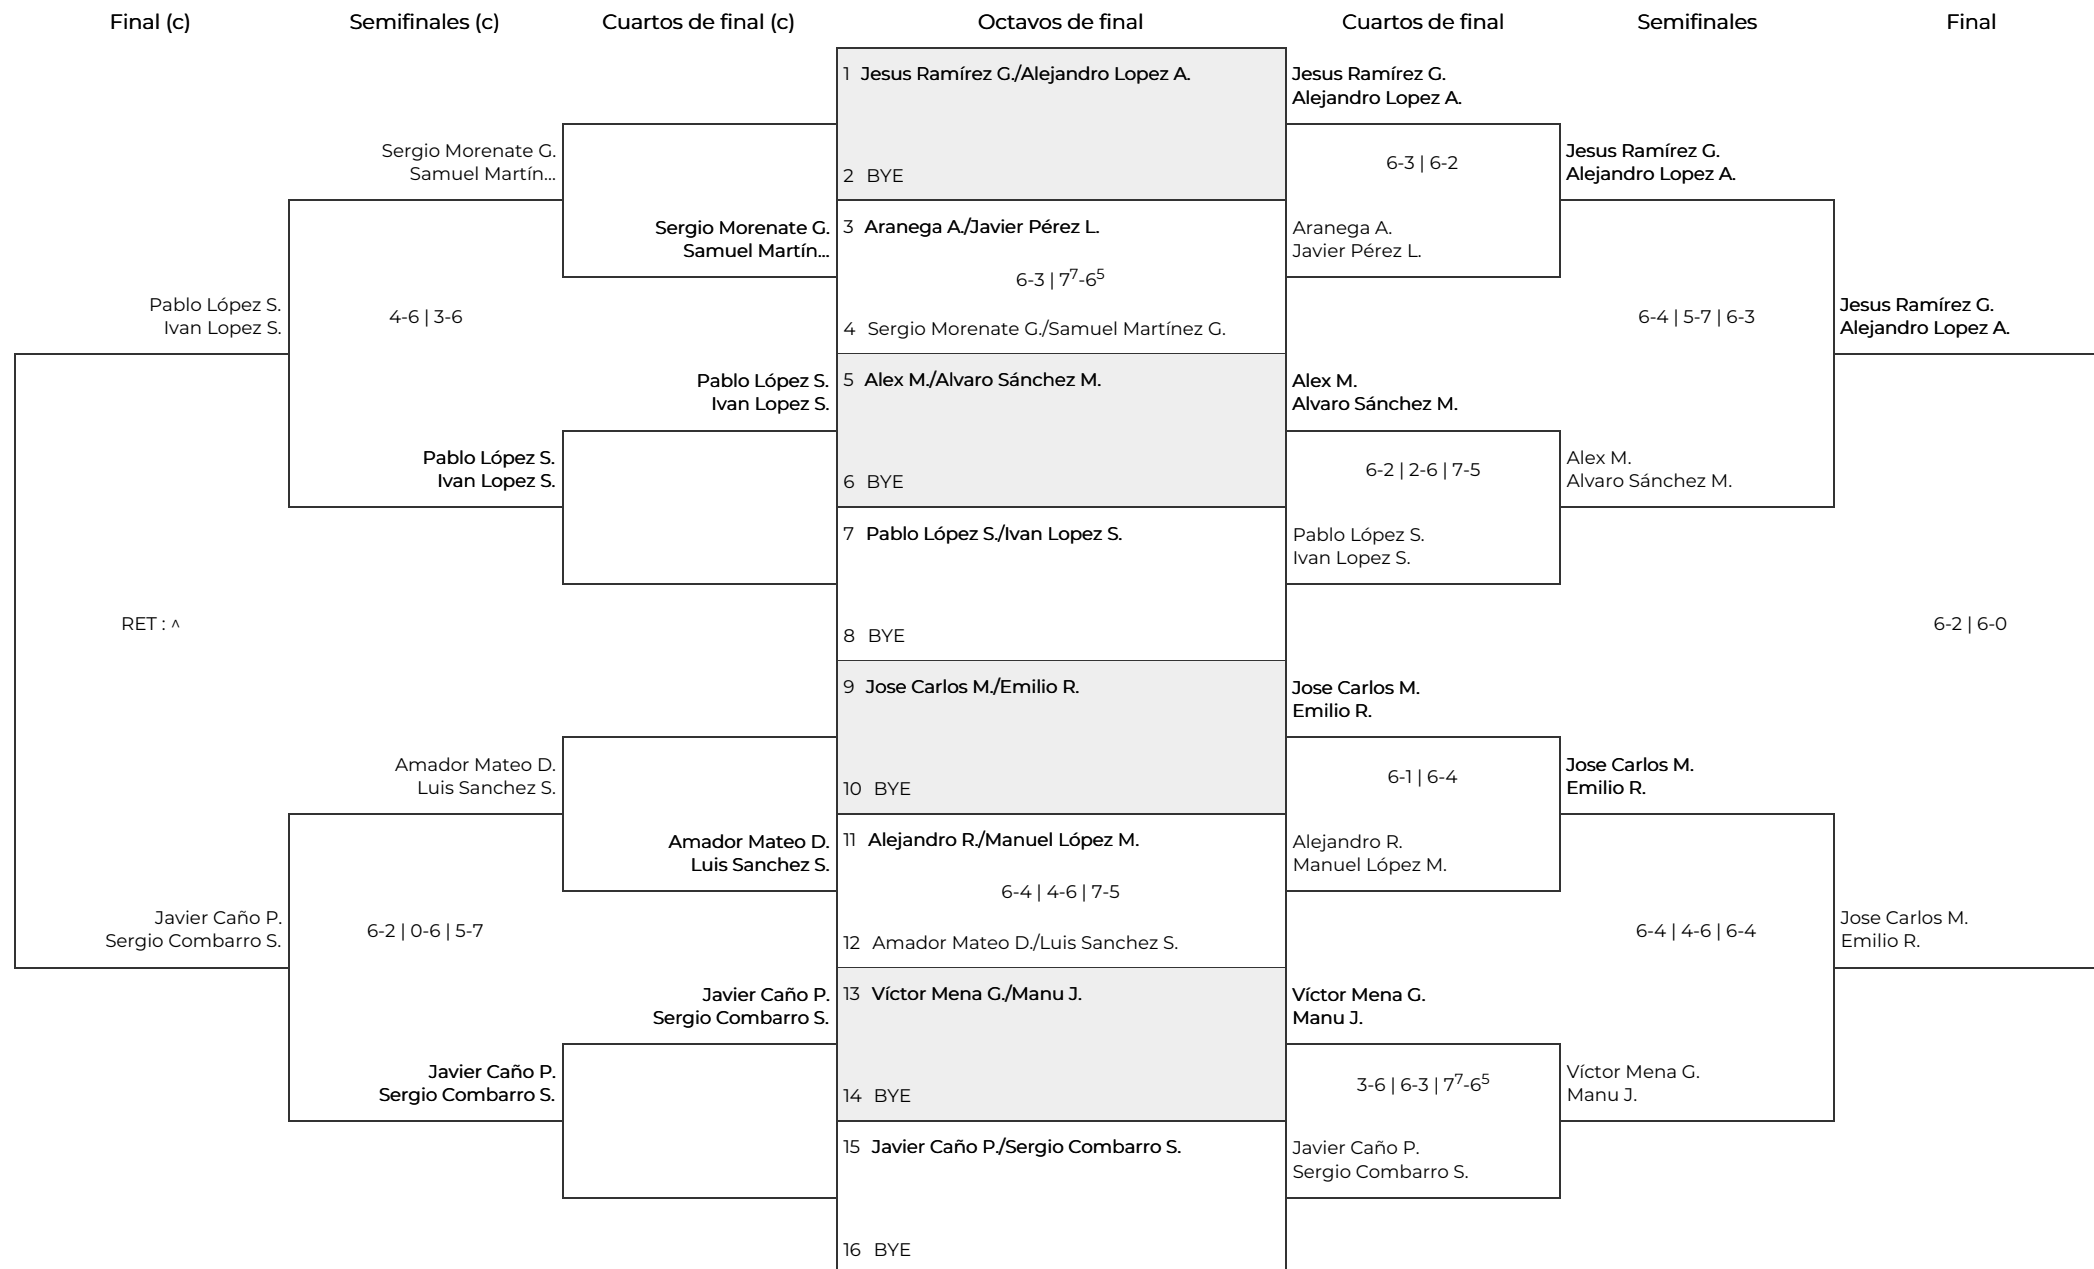 Final (c)
Semifinales (c)
Cuartos de final (c)
Octavos de final
Cuartos de final
Semifinales
Final
Pablo López S.
Ivan Lopez S.
RET : ^
Javier Caño P.
Sergio Combarro S.
Sergio Morenate G.
Samuel Martín...
4-6 | 3-6
Pablo López S.
Ivan Lopez S.
Amador Mateo D.
Luis Sanchez S.
6-2 | 0-6 | 5-7
Javier Caño P.
Sergio Combarro S.
Sergio Morenate G.
Samuel Martín...
Pablo López S.
Ivan Lopez S.
Amador Mateo D.
Luis Sanchez S.
Javier Caño P.
Sergio Combarro S.
1 Jesus Ramírez G./Alejandro Lopez A.
2 BYE
3 Aranega A./Javier Pérez L.
6-3 | 7⁷-6⁵
4 Sergio Morenate G./Samuel Martínez G.
5 Alex M./Alvaro Sánchez M.
6 BYE
7 Pablo López S./Ivan Lopez S.
8 BYE
9 Jose Carlos M./Emilio R.
10 BYE
11 Alejandro R./Manuel López M.
6-4 | 4-6 | 7-5
12 Amador Mateo D./Luis Sanchez S.
13 Víctor Mena G./Manu J.
14 BYE
15 Javier Caño P./Sergio Combarro S.
16 BYE
Jesus Ramírez G.
Alejandro Lopez A.
6-3 | 6-2
Aranega A.
Javier Pérez L.
Alex M.
Alvaro Sánchez M.
6-2 | 2-6 | 7-5
Pablo López S.
Ivan Lopez S.
Jose Carlos M.
Emilio R.
6-1 | 6-4
Alejandro R.
Manuel López M.
Víctor Mena G.
Manu J.
3-6 | 6-3 | 7⁷-6⁵
Javier Caño P.
Sergio Combarro S.
Jesus Ramírez G.
Alejandro Lopez A.
6-4 | 5-7 | 6-3
Alex M.
Alvaro Sánchez M.
Jose Carlos M.
Emilio R.
6-4 | 4-6 | 6-4
Víctor Mena G.
Manu J.
Jesus Ramírez G.
Alejandro Lopez A.
6-2 | 6-0
Jose Carlos M.
Emilio R.